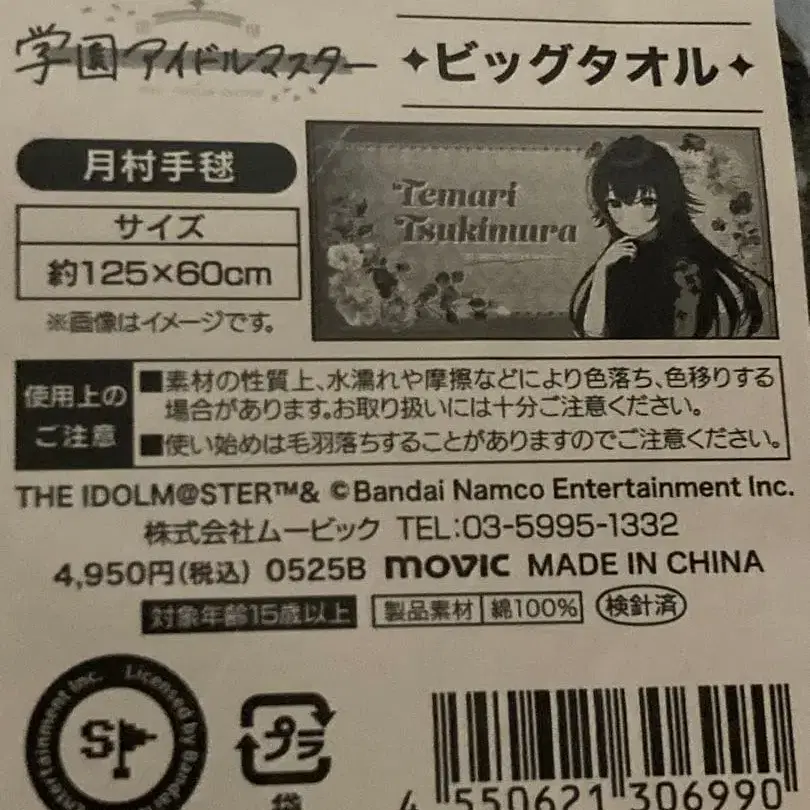 学園アイドルマスター
✦ビッグタオル✦
月村手毬
サイズ
約125×60cm
※画像はイメージです。
Temari
Tsukimura
使用上の
ご注意
■素材の性質上、水濡れや摩擦などにより色落ち、色移りする
場合があります。お取り扱いには十分ご注意ください。
■使い始めは毛羽落ちすることがありますのでご注意ください。
THE IDOLM@STER™& ©Bandai Namco Entertainment Inc.
株式会社ムービック TEL:03-5995-1332
4,950円(税込) 0525B movic MADE IN CHINA
対象年齢15歳以上 製品素材 綿100% 検針済
Entertainment Inc. Licensed by Bandai
S
プラ
袋
4 550621 306990